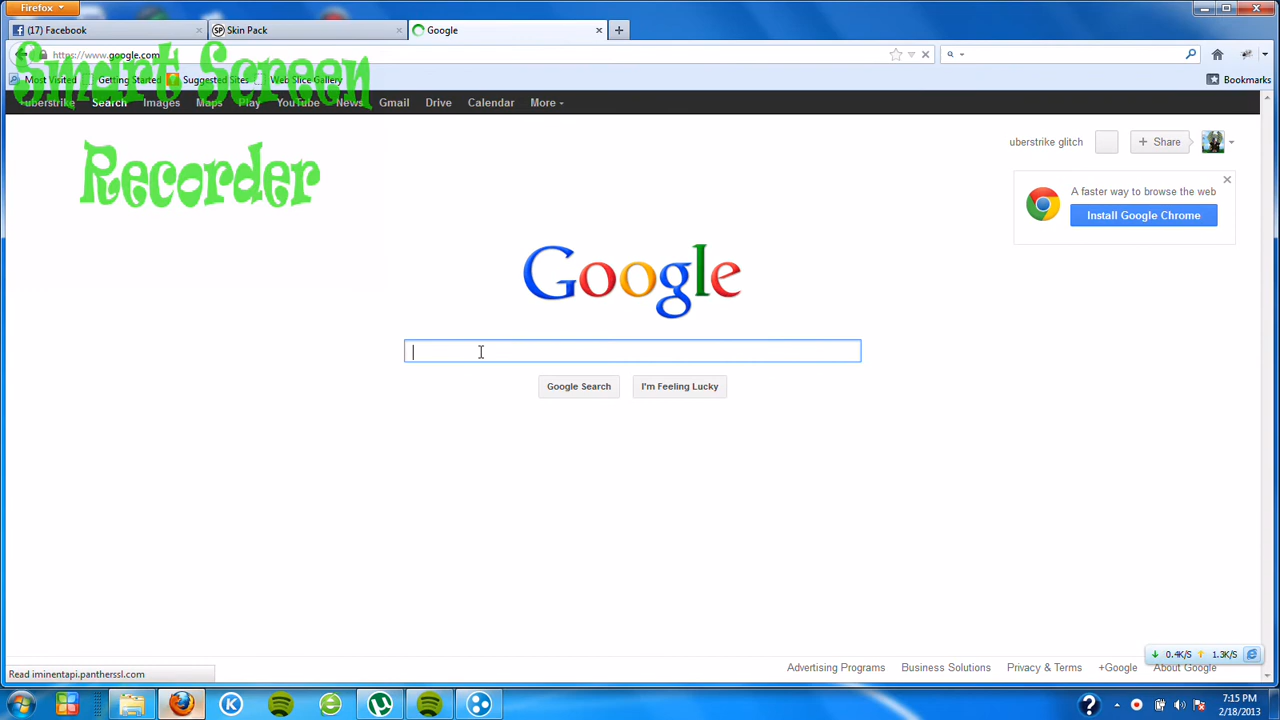 Firefox
(17) Facebook
SP Skin Pack
Google
https://www.google.com
Smart Screen
Most Visited Getting Started Suggested Sites Web Slice Gallery Bookmarks
+uberstrike Search Images Maps Play YouTube News Gmail Drive Calendar More
Recorder
uberstrike glitch + Share
A faster way to browse the web
Install Google Chrome
Google
Google Search I'm Feeling Lucky
Advertising Programs Business Solutions Privacy & Terms +Google About Google
0.4K/S 1.3K/S
Read iminentapi.pantherssl.com
7:15 PM
2/18/2013